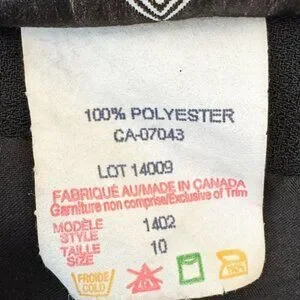 100% POLYESTER
CA-07043
LOT 14009
FABRIQUÉ AU/MADE IN CANADA
Garniture non comprise/Exclusive of Trim
MODÈLE
STYLE 1402
TAILLE
SIZE 10
FROIDE
COLD